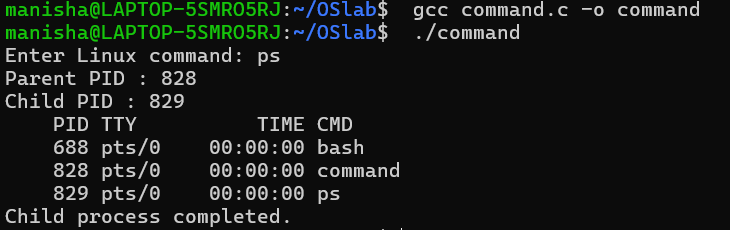 manisha@LAPTOP-5SMRO5RJ:~/OSlab$ gcc command.c -o command
manisha@LAPTOP-5SMRO5RJ:~/OSlab$ ./command
Enter Linux command: ps
Parent PID : 828
Child PID : 829
    PID TTY          TIME CMD
    688 pts/0    00:00:00 bash
    828 pts/0    00:00:00 command
    829 pts/0    00:00:00 ps
Child process completed.